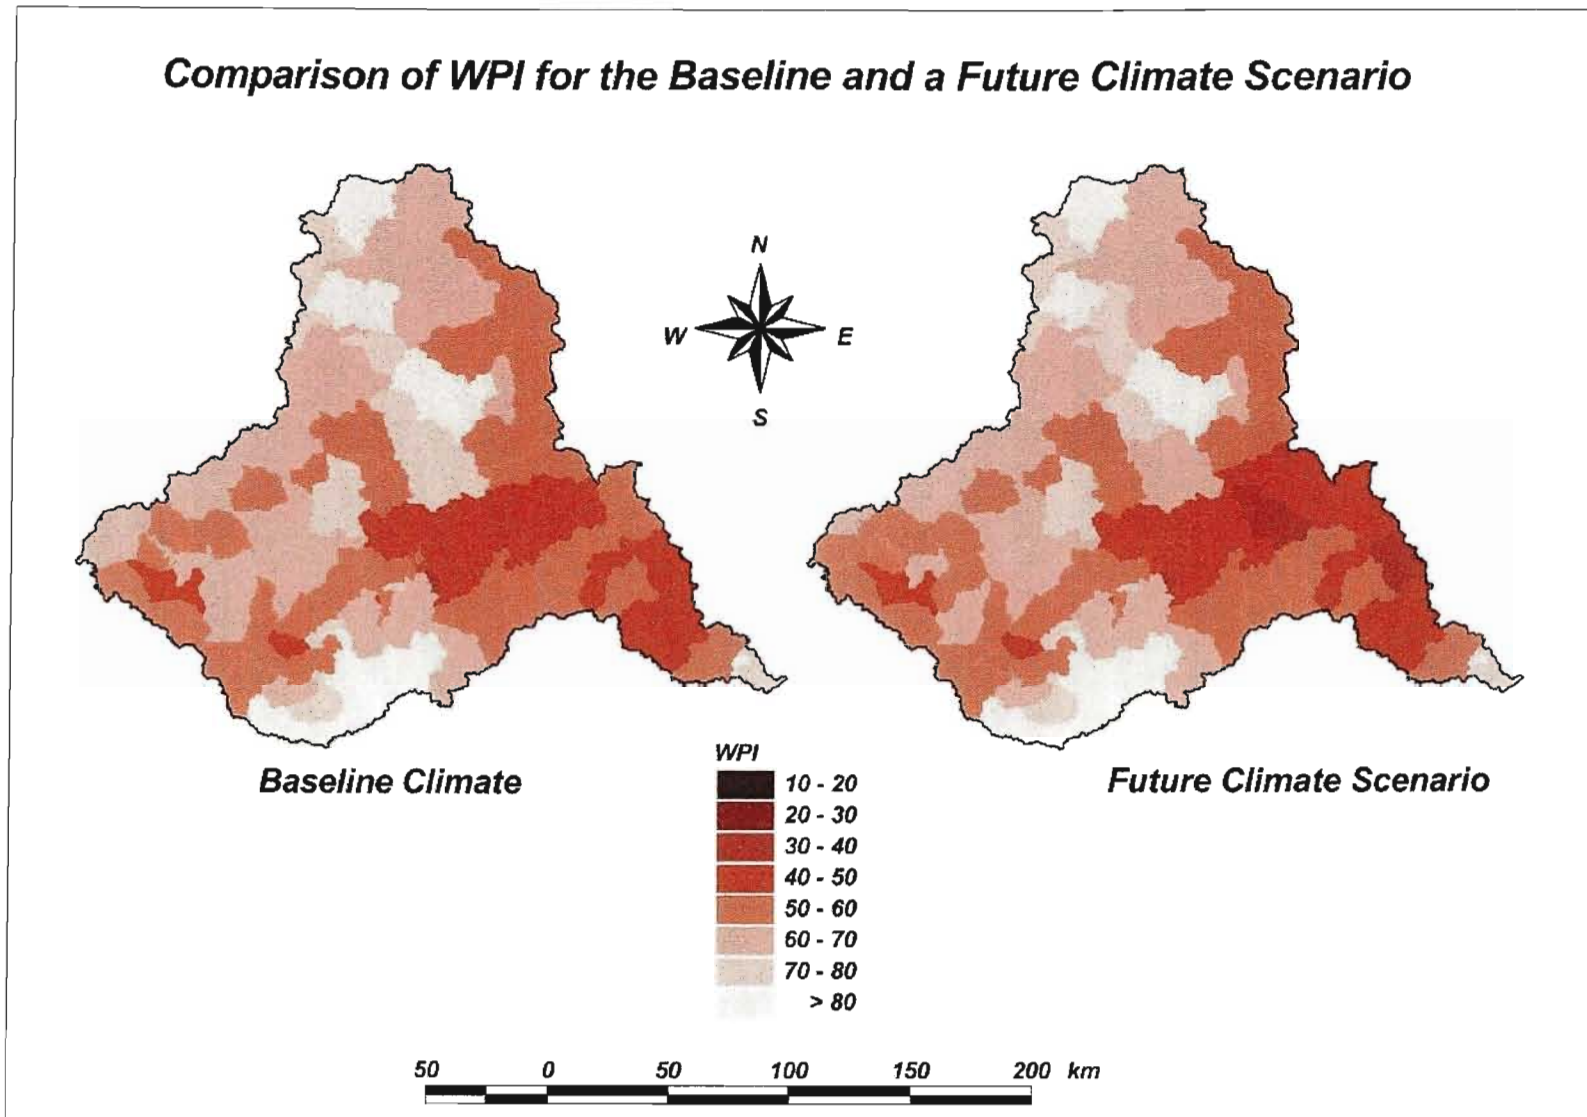 Comparison of WPI for the Baseline and a Future Climate Scenario
N
W E
S
Baseline Climate
Future Climate Scenario
WPI
10 - 20
20 - 30
30 - 40
40 - 50
50 - 60
60 - 70
70 - 80
> 80
50 0 50 100 150 200 km